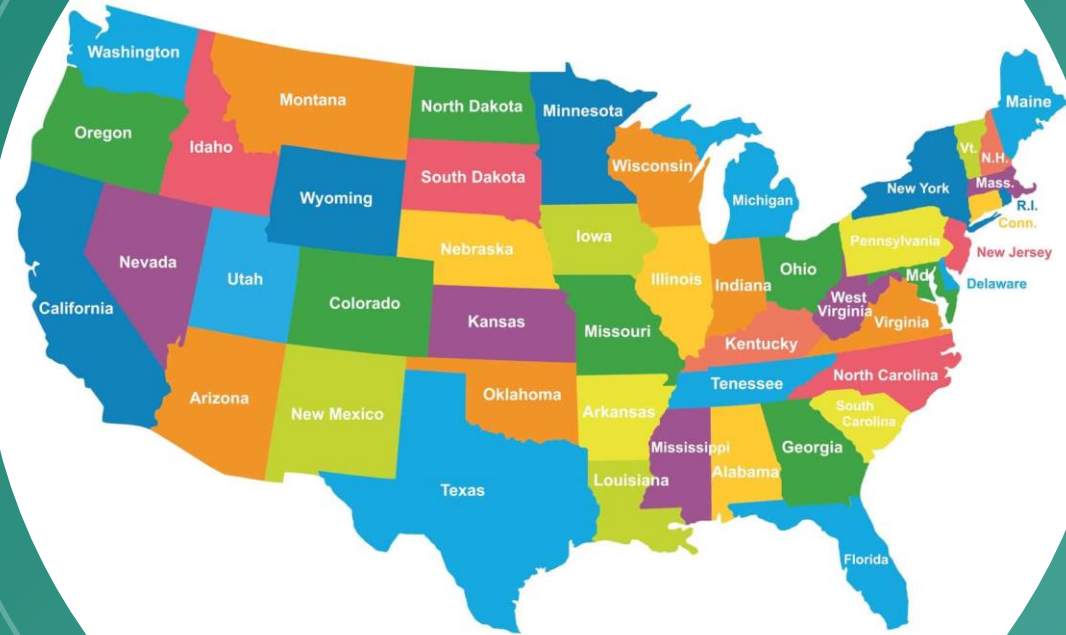 Washington
Montana
North Dakota
Minnesota
Maine
Oregon
Idaho
Wisconsin
Vt.
N.H.
South Dakota
Wyoming
Michigan
New York
Mass.
R.I.
Conn.
Nebraska
Iowa
Pennsylvania
New Jersey
Nevada
Utah
Illinois
Indiana
Ohio
Md.
Delaware
California
Colorado
Kansas
Missouri
West
Virginia
Virginia
Kentucky
Arizona
New Mexico
Oklahoma
Arkansas
Tenessee
North Carolina
South
Carolina
Mississippi
Alabama
Georgia
Texas
Louisiana
Florida